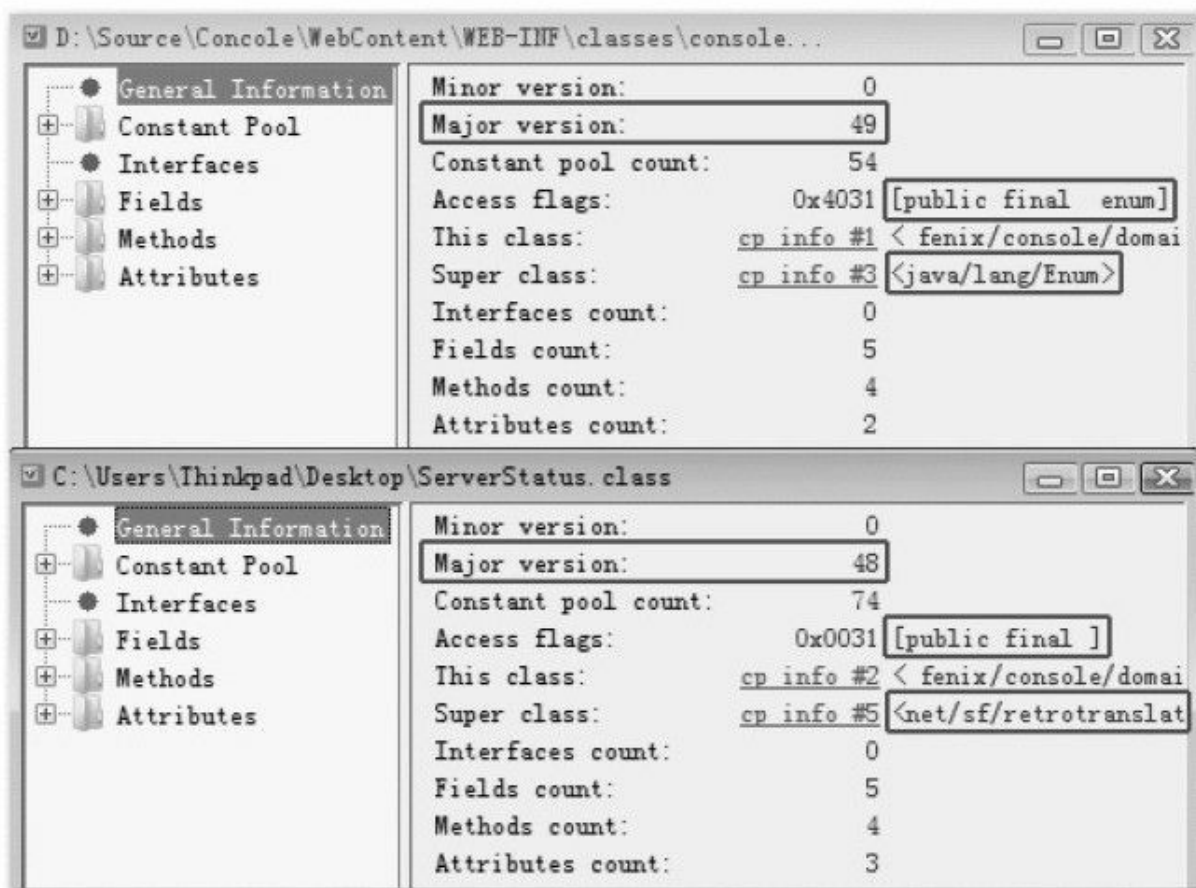 D:\Source\Concole\WebContent\WEB-INF\classes\console...
General Information
Constant Pool
Interfaces
Fields
Methods
Attributes
Minor version: 0
Major version: 49
Constant pool count: 54
Access flags: 0x4031 [public final enum]
This class: cp info #1 < fenix/console/domai
Super class: cp info #3 <java/lang/Enum>
Interfaces count: 0
Fields count: 5
Methods count: 4
Attributes count: 2
C:\Users\Thinkpad\Desktop\ServerStatus.class
General Information
Constant Pool
Interfaces
Fields
Methods
Attributes
Minor version: 0
Major version: 48
Constant pool count: 74
Access flags: 0x0031 [public final ]
This class: cp info #2 < fenix/console/domai
Super class: cp info #5 <net/sf/retrotranslat
Interfaces count: 0
Fields count: 5
Methods count: 4
Attributes count: 3